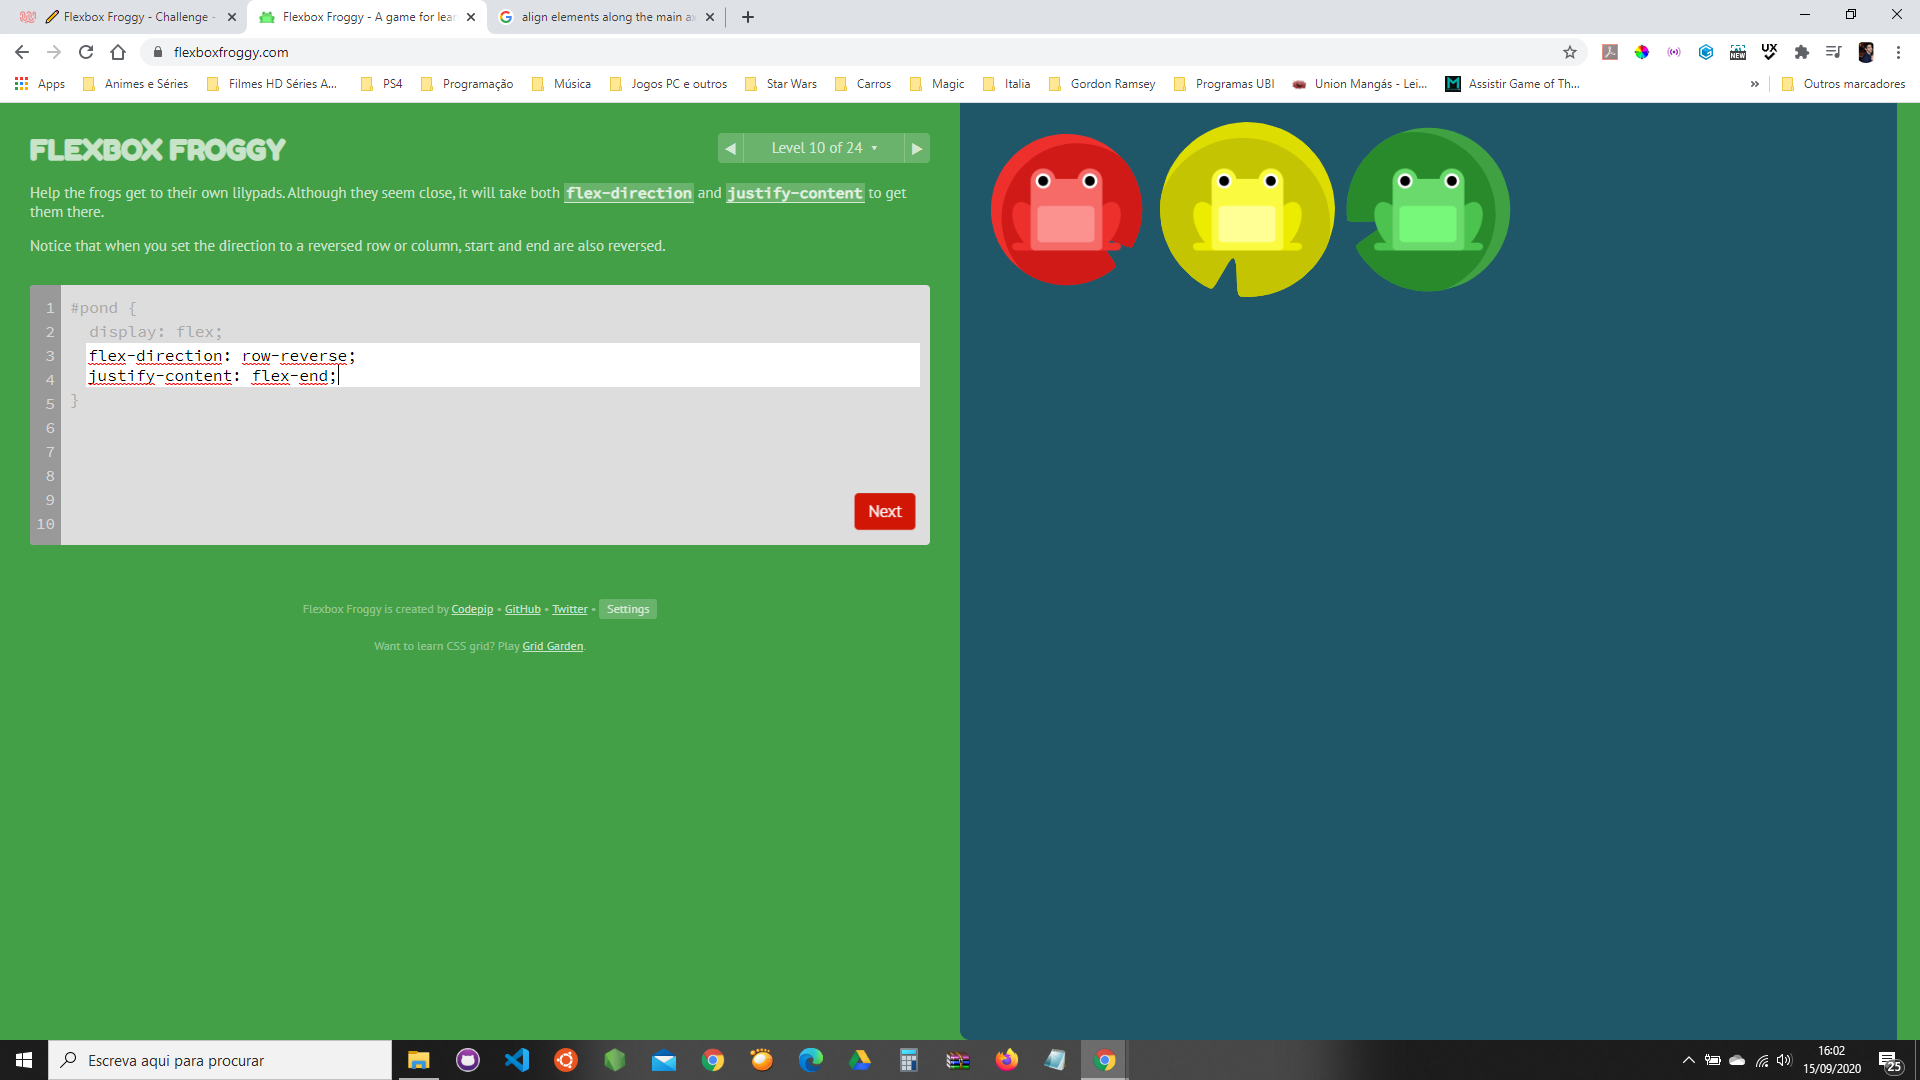 Flexbox Froggy - Challenge -
Flexbox Froggy - A game for lear
align elements along the main ax
flexboxfroggy.com
Apps
Animes e Séries
Filmes HD Séries A...
PS4
Programação
Música
Jogos PC e outros
Star Wars
Carros
Magic
Italia
Gordon Ramsey
Programas UBI
Union Mangás - Lei...
Assistir Game of Th...
»
Outros marcadores
FLEXBOX FROGGY
Level 10 of 24
Help the frogs get to their own lilypads. Although they seem close, it will take both flex-direction and justify-content to get
them there.
Notice that when you set the direction to a reversed row or column, start and end are also reversed.
1 #pond {
2 display: flex;
3 flex-direction: row-reverse;
4 justify-content: flex-end;
5 }
6
7
8
9
10
Next
Flexbox Froggy is created by Codepip • GitHub • Twitter • Settings
Want to learn CSS grid? Play Grid Garden.
Escreva aqui para procurar
16:02
15/09/2020
25
NEW
UX